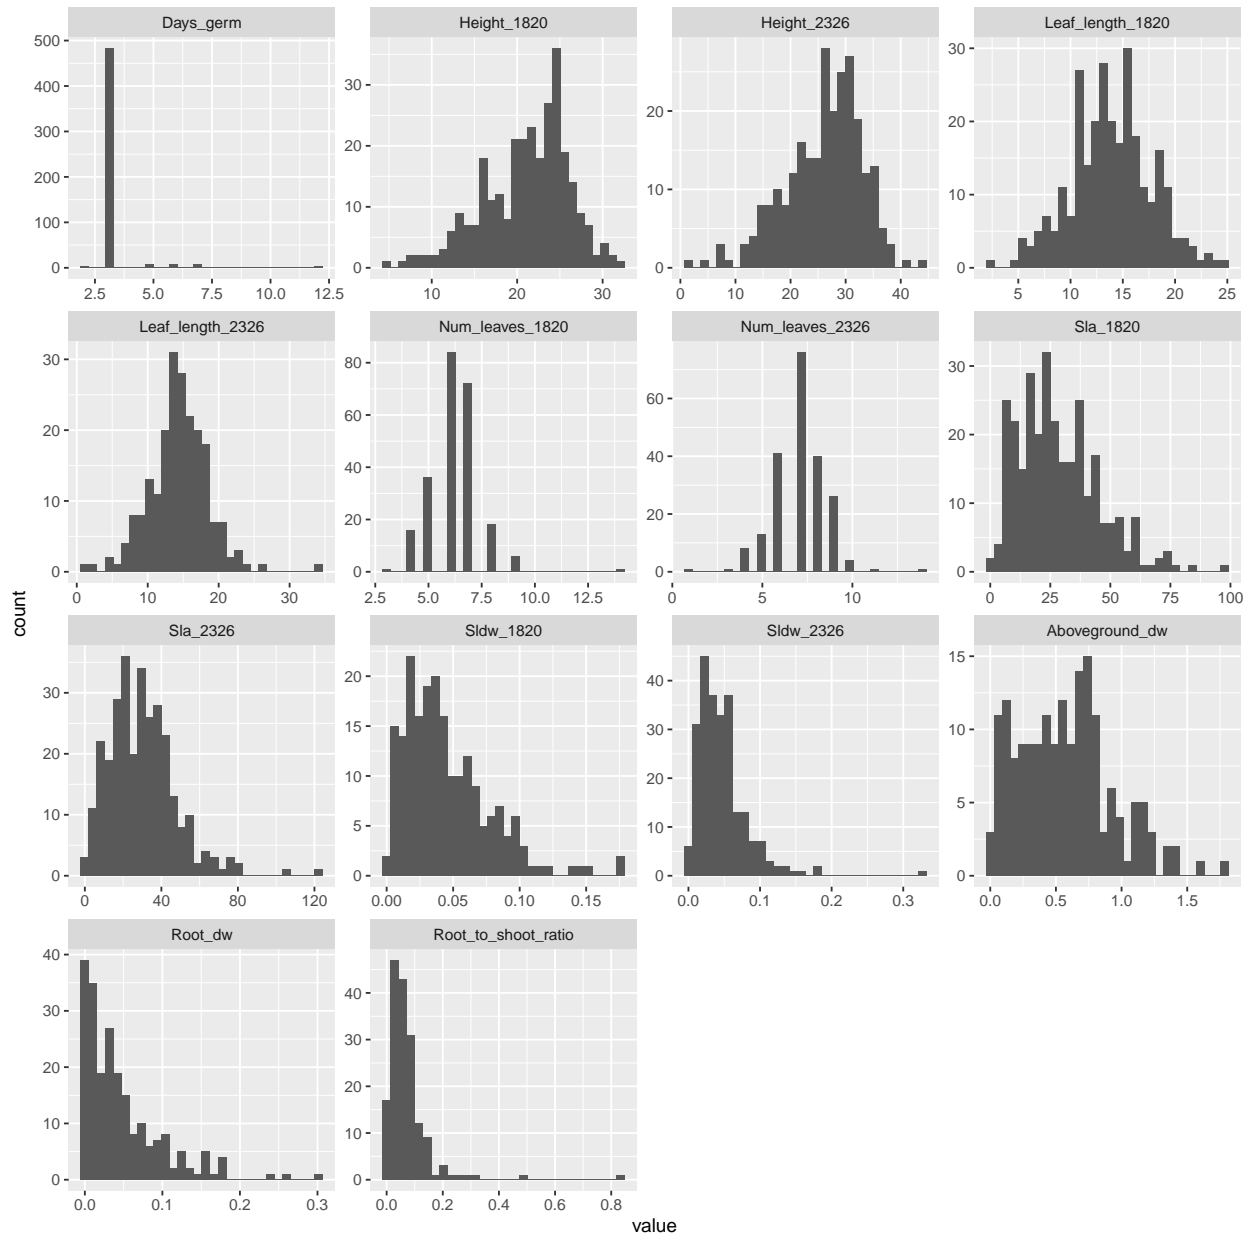 Days_germ
Height_1820
Height_2326
Leaf_length_1820
500
400
300
200
100
0
2.5 5.0 7.5 10.0 12.5
30
20
10
0
10 20 30
20
10
0
0 10 20 30 40
30
20
10
0
5 10 15 20 25
Leaf_length_2326
Num_leaves_1820
Num_leaves_2326
Sla_1820
30
20
10
0
0 10 20 30
80
60
40
20
0
2.5 5.0 7.5 10.0 12.5
60
40
20
0
0 5 10
30
20
10
0
0 25 50 75 100
count
Sla_2326
Sldw_1820
Sldw_2326
Aboveground_dw
30
20
10
0
0 40 80 120
20
15
10
5
0
0.00 0.05 0.10 0.15
40
30
20
10
0
0.0 0.1 0.2 0.3
15
10
5
0
0.0 0.5 1.0 1.5
Root_dw
Root_to_shoot_ratio
40
30
20
10
0
0.0 0.1 0.2 0.3
40
30
20
10
0
0.0 0.2 0.4 0.6 0.8
value